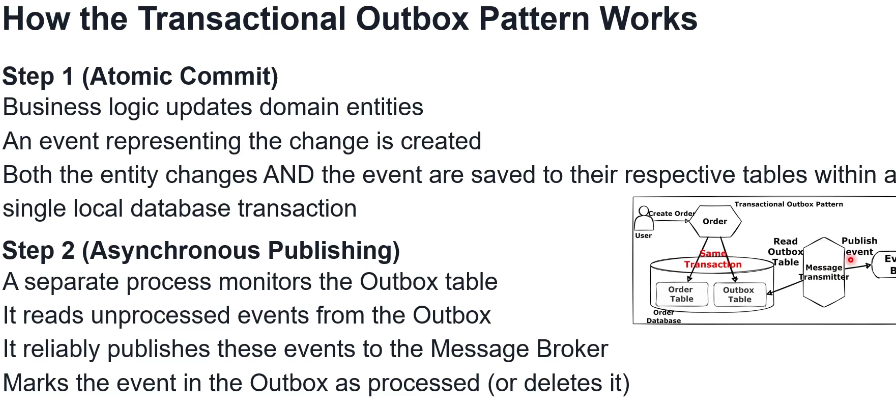 How the Transactional Outbox Pattern Works
Step 1 (Atomic Commit)
Business logic updates domain entities
An event representing the change is created
Both the entity changes AND the event are saved to their respective tables within a
single local database transaction
Step 2 (Asynchronous Publishing)
A separate process monitors the Outbox table
It reads unprocessed events from the Outbox
It reliably publishes these events to the Message Broker
Marks the event in the Outbox as processed (or deletes it)
Transactional Outbox Pattern
Create Order
User
Order
Same
Transaction
Order
Table
Outbox
Table
Order
Database
Read
Outbox
Table
Message
Transmitter
Publish
event
Ev
B